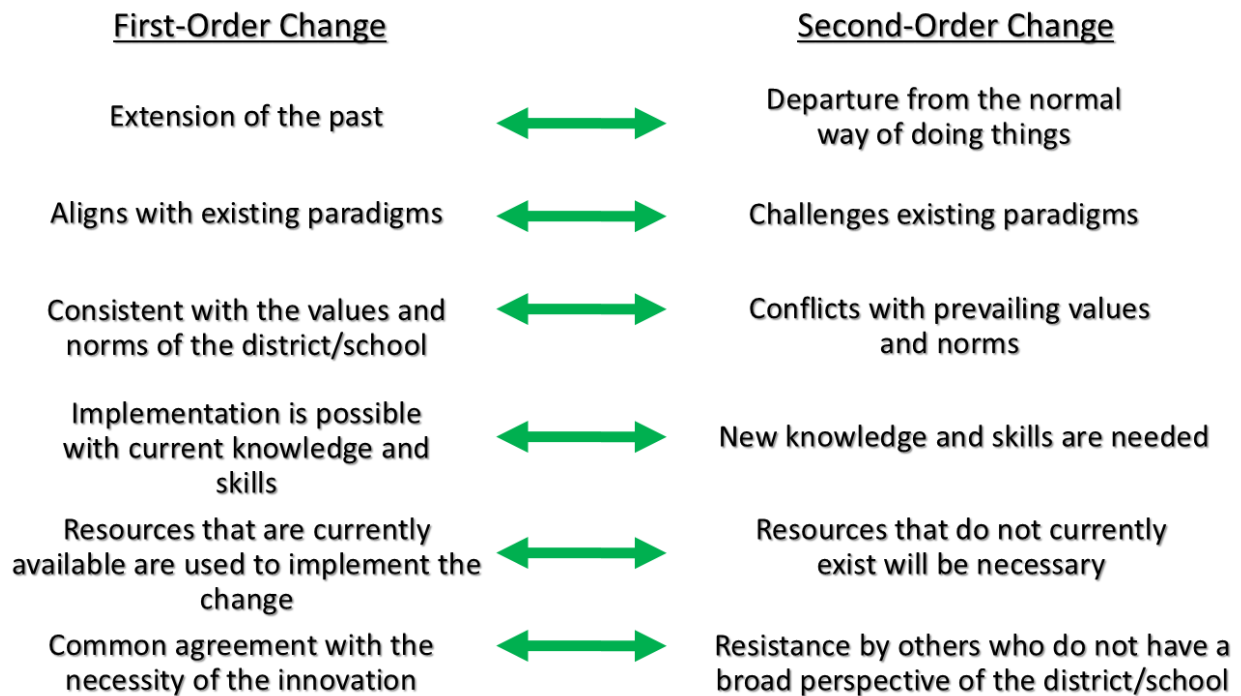 First-Order Change
Second-Order Change
Extension of the past
Departure from the normal
way of doing things
Aligns with existing paradigms
Challenges existing paradigms
Consistent with the values and
norms of the district/school
Conflicts with prevailing values
and norms
Implementation is possible
with current knowledge and
skills
New knowledge and skills are needed
Resources that are currently
available are used to implement the
change
Resources that do not currently
exist will be necessary
Common agreement with the
necessity of the innovation
Resistance by others who do not have a
broad perspective of the district/school